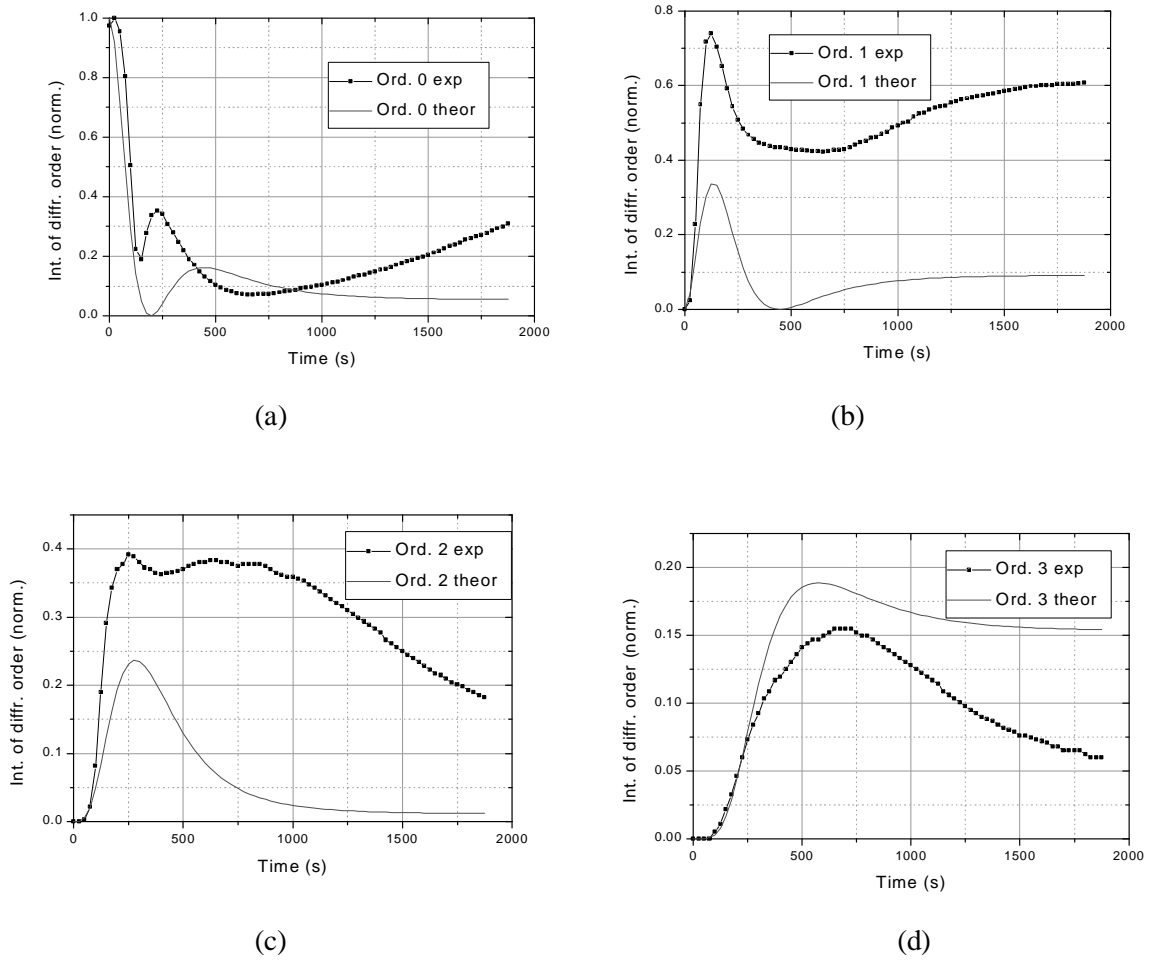 1.0
0.8
0.6
0.4
0.2
0.0
Int. of diffr. order (norm.)
Ord. 0 exp
Ord. 0 theor
0
500
1000
1500
2000
Time (s)
(a)
0.8
0.6
0.4
0.2
0.0
Int. of diffr. order (norm.)
Ord. 1 exp
Ord. 1 theor
0
500
1000
1500
2000
Time (s)
(b)
0.4
0.3
0.2
0.1
0.0
Int. of diffr. order (norm.)
Ord. 2 exp
Ord. 2 theor
0
500
1000
1500
2000
Time (s)
(c)
0.20
0.15
0.10
0.05
0.00
Int. of diffr. order (norm.)
Ord. 3 exp
Ord. 3 theor
0
500
1000
1500
2000
Time (s)
(d)